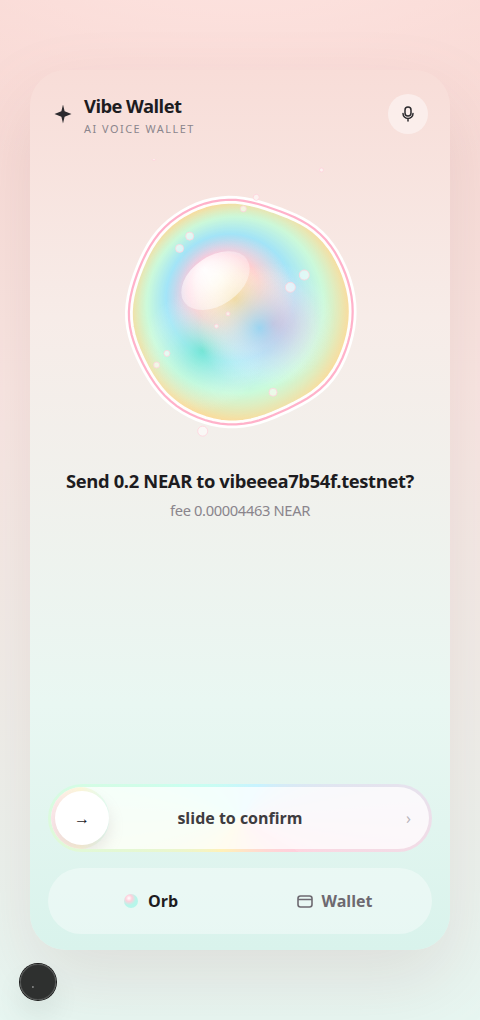 Vibe Wallet
AI VOICE WALLET
Send 0.2 NEAR to vibeeea7b54f.testnet?
fee 0.00004463 NEAR
→ slide to confirm ›
Orb
Wallet